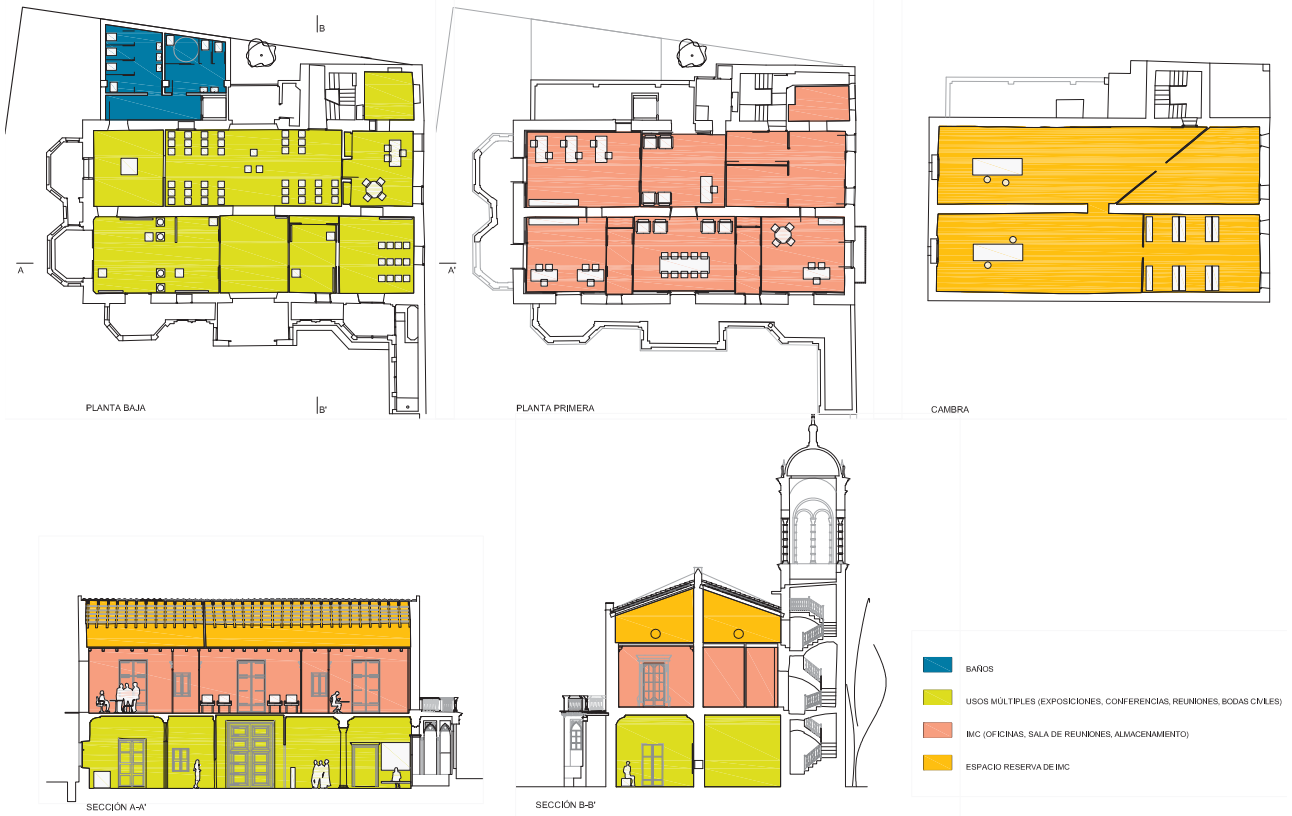 B
A
A'
PLANTA BAJA
B'
PLANTA PRIMERA
CAMBRA
SECCIÓN A-A'
SECCIÓN B-B'
BAÑOS
USOS MÚLTIPLES (EXPOSICIONES, CONFERENCIAS, REUNIONES, BODAS CIVILES)
IMC (OFICINAS, SALA DE REUNIONES, ALMACENAMIENTO)
ESPACIO RESERVA DE IMC